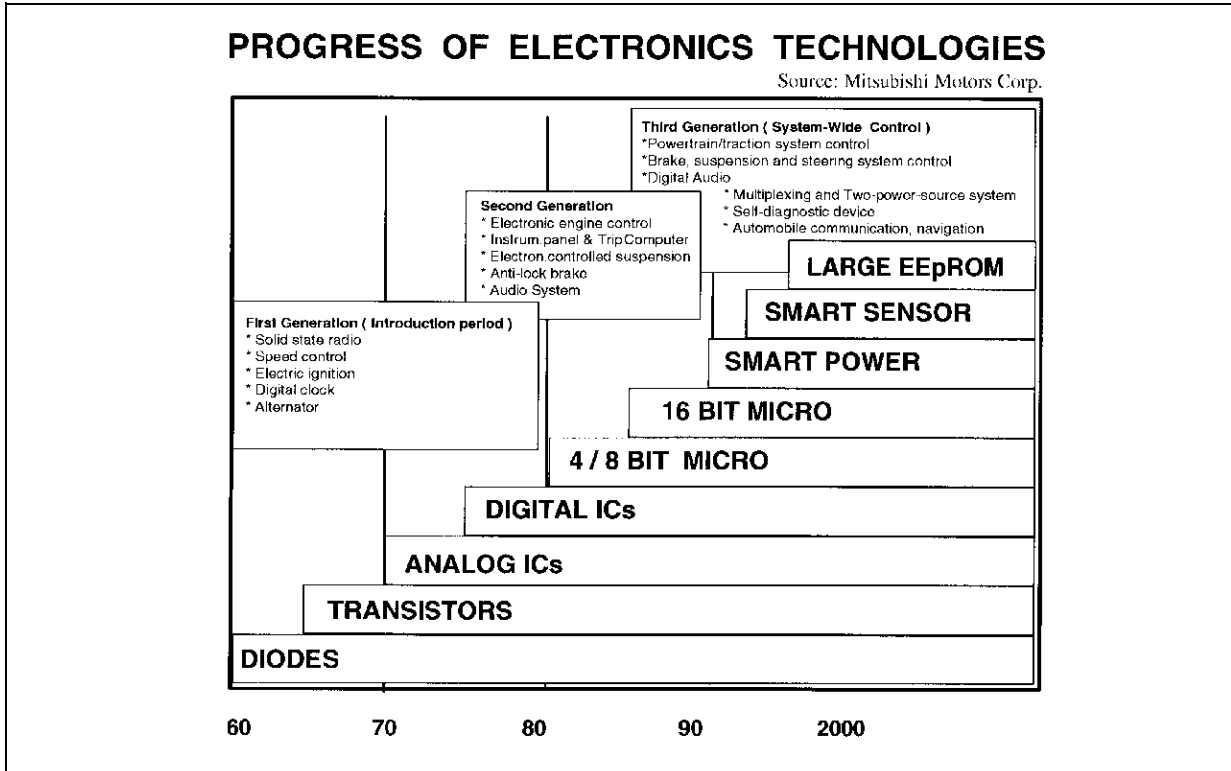 PROGRESS OF ELECTRONICS TECHNOLOGIES
Source: Mitsubishi Motors Corp.
Third Generation ( System-Wide Control )
*Powertrain/traction system control
*Brake, suspension and steering system control
*Digital Audio
* Multiplexing and Two-power-source system
* Self-diagnostic device
* Automobile communication, navigation
Second Generation
* Electronic engine control
* Instrum.panel & TripComputer
* Electron.controlled suspension
* Anti-lock brake
* Audio System
First Generation ( Introduction period )
* Solid state radio
* Speed control
* Electric ignition
* Digital clock
* Alternator
LARGE EEpROM
SMART SENSOR
SMART POWER
16 BIT MICRO
4 / 8 BIT MICRO
DIGITAL ICs
ANALOG ICs
TRANSISTORS
DIODES
60 70 80 90 2000